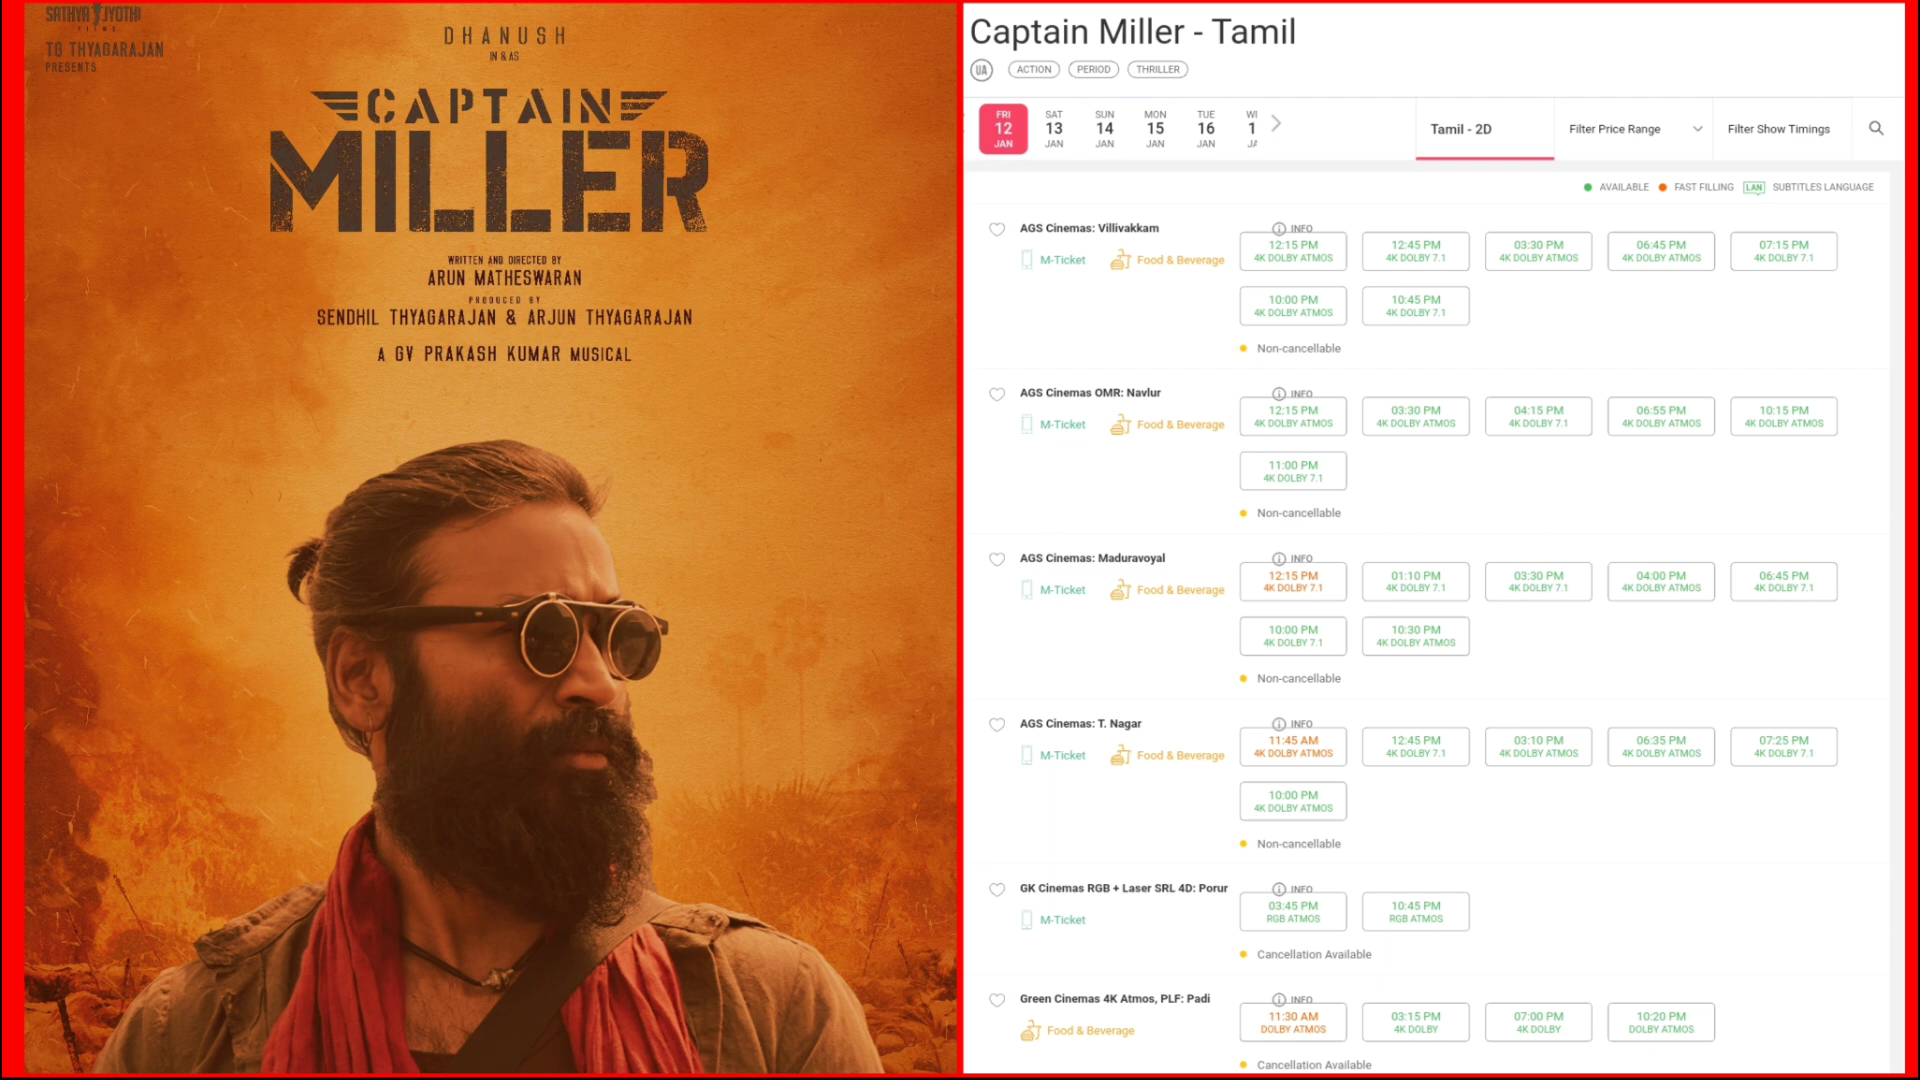 SATHYA JYOTHI
FILMS
TG THYAGARAJAN
PRESENTS
DHANUSH
IN & AS
CAPTAIN
MILLER
WRITTEN AND DIRECTED BY
ARUN MATHESWARAN
PRODUCED BY
SENDHIL THYAGARAJAN & ARJUN THYAGARAJAN
A GV PRAKASH KUMAR MUSICAL
Captain Miller - Tamil
UA ACTION PERIOD THRILLER
FRI SAT SUN MON TUE WI
12 13 14 15 16 1
JAN JAN JAN JAN JAN JA
Tamil - 2D Filter Price Range Filter Show Timings
AVAILABLE FAST FILLING LAN SUBTITLES LANGUAGE
AGS Cinemas: Villivakkam INFO
M-Ticket Food & Beverage
12:15 PM 12:45 PM 03:30 PM 06:45 PM 07:15 PM
4K DOLBY ATMOS 4K DOLBY 7.1 4K DOLBY ATMOS 4K DOLBY ATMOS 4K DOLBY 7.1
10:00 PM 10:45 PM
4K DOLBY ATMOS 4K DOLBY 7.1
Non-cancellable
AGS Cinemas OMR: Navlur INFO
M-Ticket Food & Beverage
12:15 PM 03:30 PM 04:15 PM 06:55 PM 10:15 PM
4K DOLBY ATMOS 4K DOLBY ATMOS 4K DOLBY 7.1 4K DOLBY ATMOS 4K DOLBY ATMOS
11:00 PM
4K DOLBY 7.1
Non-cancellable
AGS Cinemas: Maduravoyal INFO
M-Ticket Food & Beverage
12:15 PM 01:10 PM 03:30 PM 04:00 PM 06:45 PM
4K DOLBY 7.1 4K DOLBY 7.1 4K DOLBY 7.1 4K DOLBY ATMOS 4K DOLBY 7.1
10:00 PM 10:30 PM
4K DOLBY 7.1 4K DOLBY ATMOS
Non-cancellable
AGS Cinemas: T. Nagar INFO
M-Ticket Food & Beverage
11:45 AM 12:45 PM 03:10 PM 06:35 PM 07:25 PM
4K DOLBY ATMOS 4K DOLBY 7.1 4K DOLBY ATMOS 4K DOLBY ATMOS 4K DOLBY 7.1
10:00 PM
4K DOLBY ATMOS
Non-cancellable
GK Cinemas RGB + Laser SRL 4D: Porur INFO
M-Ticket
03:45 PM 10:45 PM
RGB ATMOS RGB ATMOS
Cancellation Available
Green Cinemas 4K Atmos, PLF: Padi INFO
Food & Beverage
11:30 AM 03:15 PM 07:00 PM 10:20 PM
DOLBY ATMOS 4K DOLBY 4K DOLBY DOLBY ATMOS
Cancellation Available